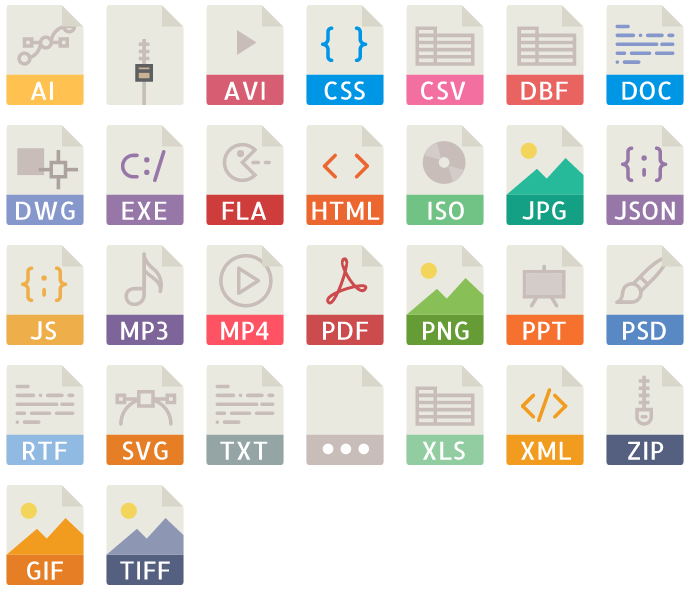 AI
AVI
CSS
CSV
DBF
DOC
DWG
C:/
EXE
FLA
HTML
ISO
JPG
{;}
JSON
{;}
JS
MP3
MP4
PDF
PNG
PPT
PSD
RTF
SVG
TXT
XLS
</>
XML
ZIP
GIF
TIFF